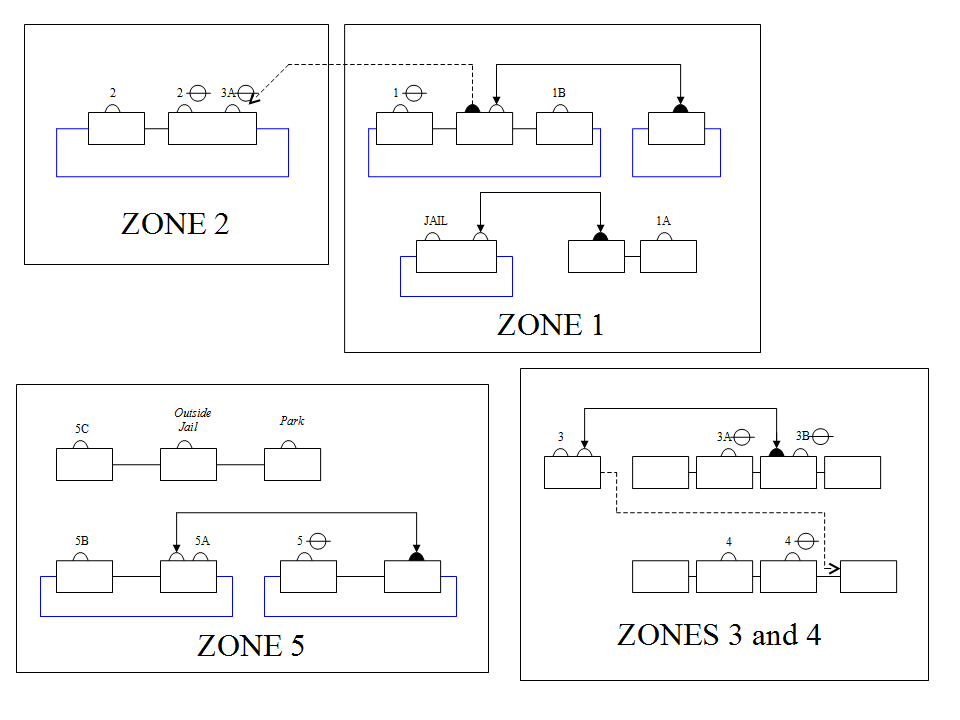 2 2 3A
ZONE 2
1 1B
JAIL 1A
ZONE 1
5C Outside
Jail Park
5B 5A 5
ZONE 5
3 3A 3B
4 4
ZONES 3 and 4